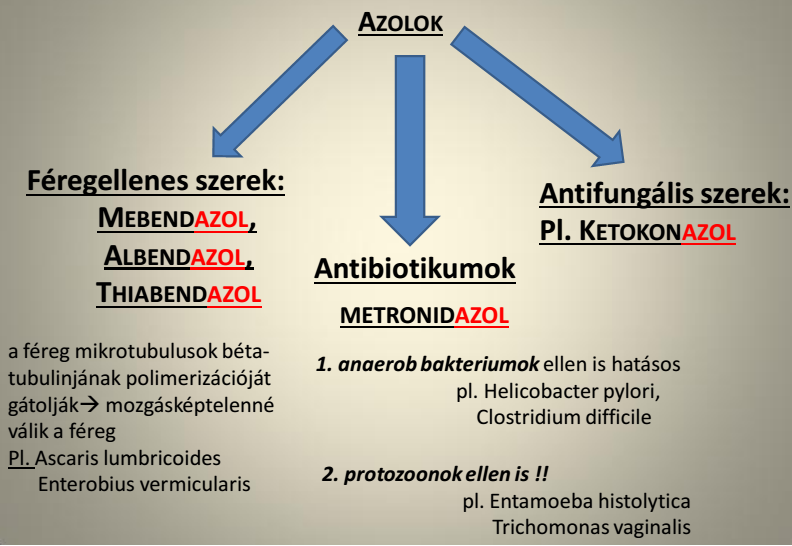 AZOLOK
Féregellenes szerek:
MEBENDAZOL,
ALBENDAZOL,
THIABENDAZOL
a féreg mikrotubulusok béta-
tubulinjának polimerizációját
gátolják→ mozgásképtelenné
válik a féreg
Pl. Ascaris lumbricoides
Enterobius vermicularis
Antibiotikumok
METRONIDAZOL
1. anaerob bakteriumok ellen is hatásos
pl. Helicobacter pylori,
Clostridium difficile
2. protozoonok ellen is !!
pl. Entamoeba histolytica
Trichomonas vaginalis
Antifungális szerek:
Pl. KETOKONAZOL